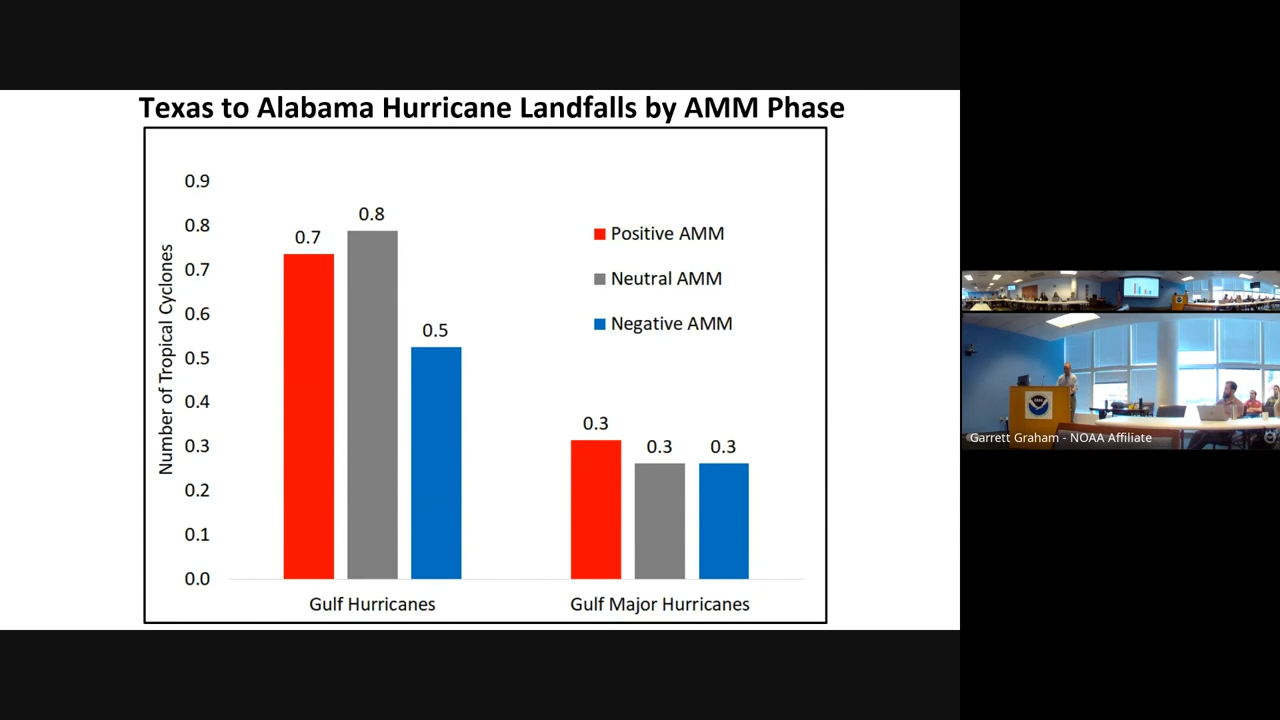 Texas to Alabama Hurricane Landfalls by AMM Phase
Number of Tropical Cyclones
0.9
0.8
0.7
0.6
0.5
0.4
0.3
0.2
0.1
0.0
0.7
0.8
0.5
0.3
0.3
0.3
Positive AMM
Neutral AMM
Negative AMM
Gulf Hurricanes
Gulf Major Hurricanes
Garrett Graham - NOAA Affiliate